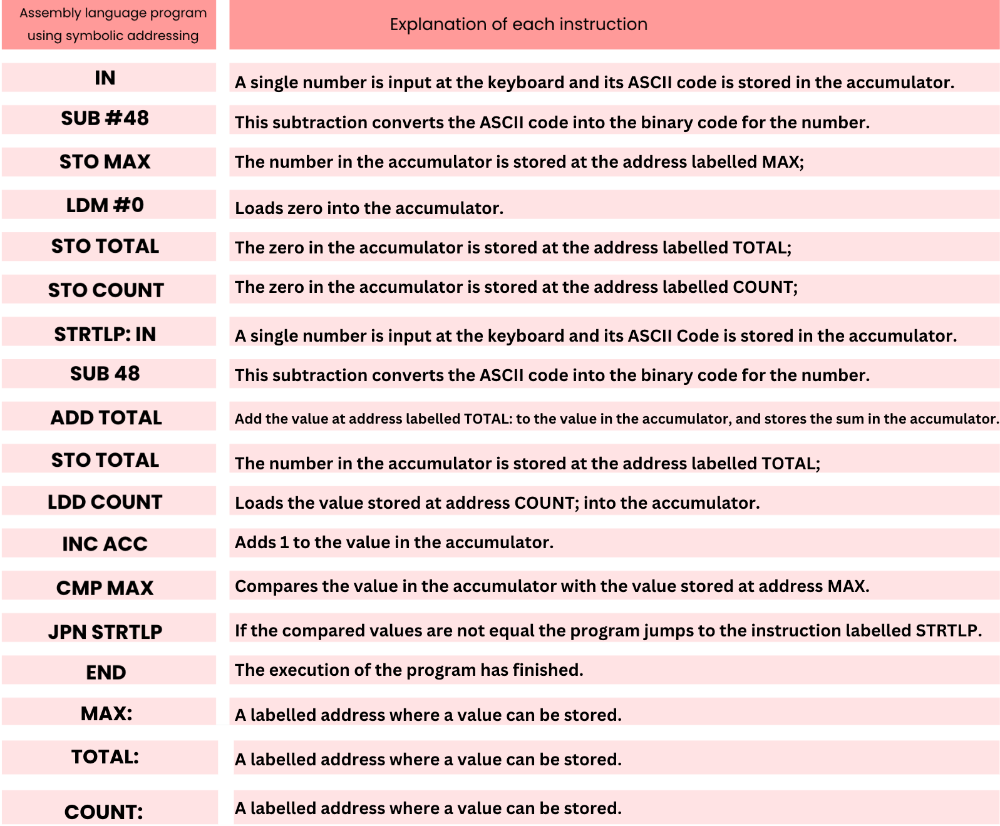 Assembly language program
using symbolic addressing
Explanation of each instruction
IN
A single number is input at the keyboard and its ASCII code is stored in the accumulator.
SUB #48
This subtraction converts the ASCII code into the binary code for the number.
STO MAX
The number in the accumulator is stored at the address labelled MAX;
LDM #0
Loads zero into the accumulator.
STO TOTAL
The zero in the accumulator is stored at the address labelled TOTAL;
STO COUNT
The zero in the accumulator is stored at the address labelled COUNT;
STRTLP: IN
A single number is input at the keyboard and its ASCII Code is stored in the accumulator.
SUB 48
This subtraction converts the ASCII code into the binary code for the number.
ADD TOTAL
Add the value at address labelled TOTAL: to the value in the accumulator, and stores the sum in the accumulator.
STO TOTAL
The number in the accumulator is stored at the address labelled TOTAL;
LDD COUNT
Loads the value stored at address COUNT; into the accumulator.
INC ACC
Adds 1 to the value in the accumulator.
CMP MAX
Compares the value in the accumulator with the value stored at address MAX.
JPN STRTLP
If the compared values are not equal the program jumps to the instruction labelled STRTLP.
END
The execution of the program has finished.
MAX:
A labelled address where a value can be stored.
TOTAL:
A labelled address where a value can be stored.
COUNT:
A labelled address where a value can be stored.